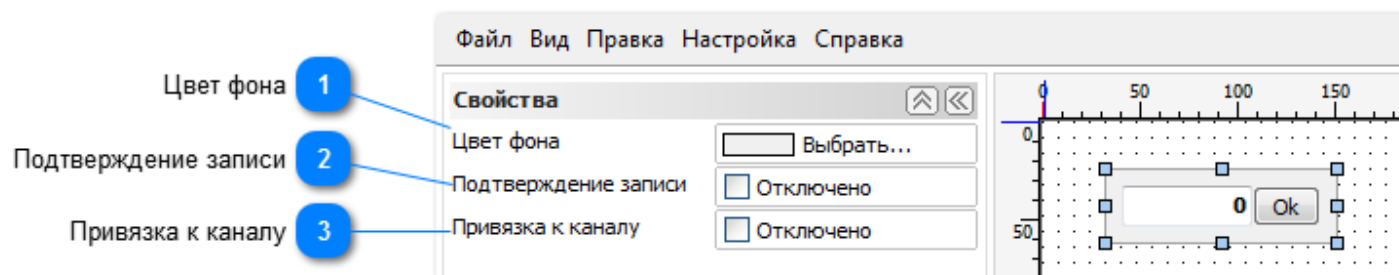 Файл Вид Правка Настройка Справка
Цвет фона 1
Свойства
50 100 150
0
Цвет фона Выбрать...
Подтверждение записи 2
Подтверждение записи Отключено
0 Ok
Привязка к каналу 3
Привязка к каналу Отключено
50